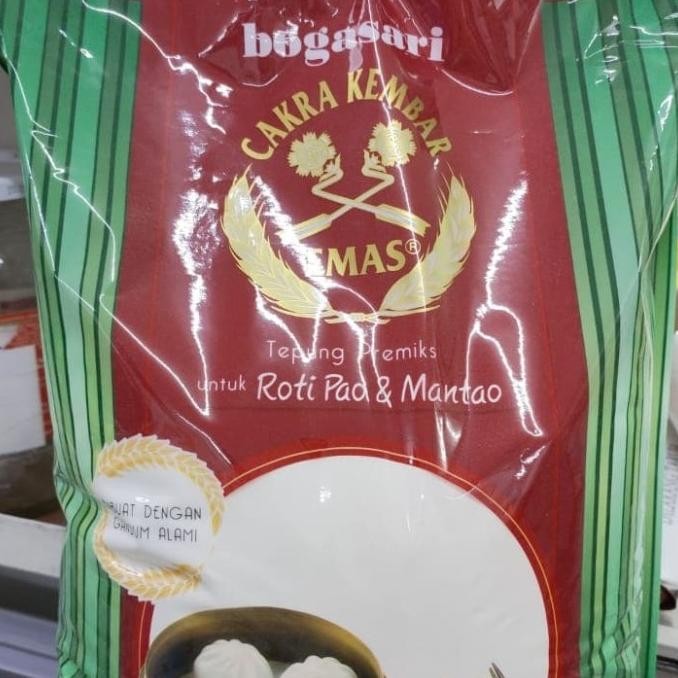 bogasari
CAKRA KEMBAR
EMAS®
Tepung Premiks
untuk Roti Pao & Mantao
DIBUAT DENGAN
GANDUM ALAMI